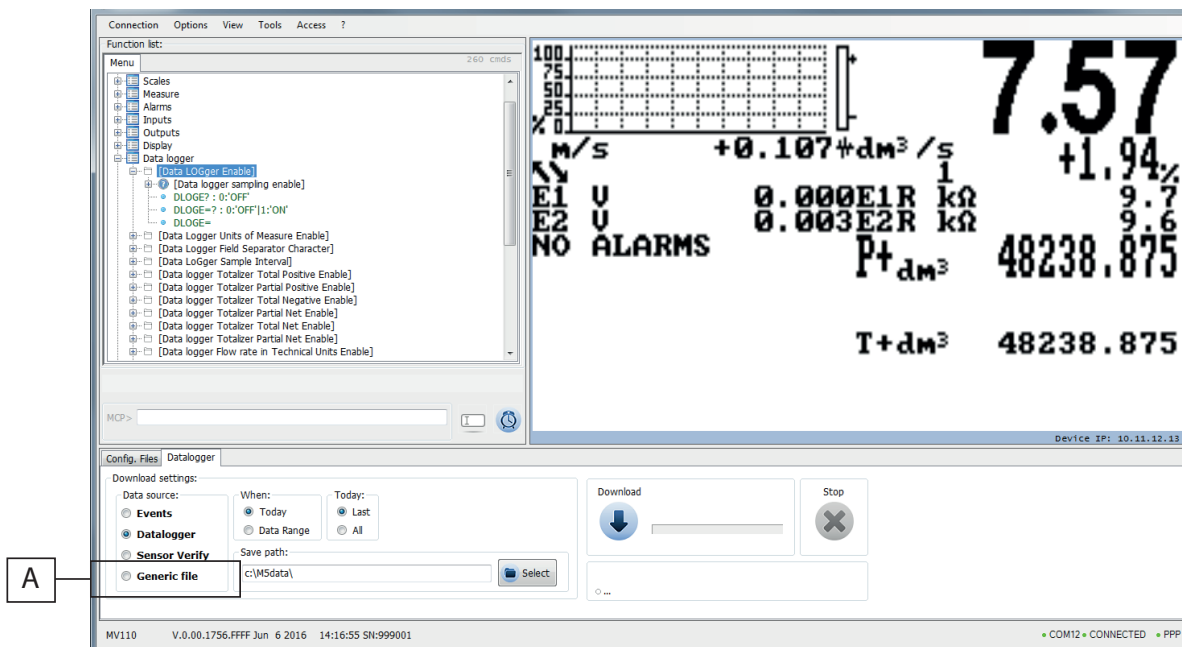 Connection Options View Tools Access ?
Function list:
Menu
260 cmds
Scales
Measure
Alarms
Inputs
Outputs
Display
Data logger
[Data LOGger Enable]
[Data logger sampling enable]
DLOGE? : 0:'OFF'
DLOGE=? : 0:'OFF'|1:'ON'
DLOGE=
[Data Logger Units of Measure Enable]
[Data Logger Field Separator Character]
[Data LoGger Sample Interval]
[Data logger Totalizer Total Positive Enable]
[Data logger Totalizer Partial Positive Enable]
[Data logger Totalizer Total Negative Enable]
[Data logger Totalizer Partial Net Enable]
[Data logger Totalizer Total Net Enable]
[Data logger Totalizer Partial Net Enable]
[Data logger Flow rate in Technical Units Enable]
MCP>
100
75
50
25
% 0
+
-
7.57
m/s +0.107 dm³/s +1.94%
1
E1 V 0.000 E1R kΩ 9.7
E2 V 0.003 E2R kΩ 9.6
NO ALARMS
P+dm³ 48238.875
T+dm³ 48238.875
Device IP: 10.11.12.13
Config. Files Datalogger
Download settings:
Data source:
Events
Datalogger
Sensor Verify
Generic file
When:
Today
Data Range
Today:
Last
All
Save path:
c:\M5data\
Select
Download
Stop
...
A
MV110 V.0.00.1756.FFFF Jun 6 2016 14:16:55 SN:999001
COM12 CONNECTED PPP